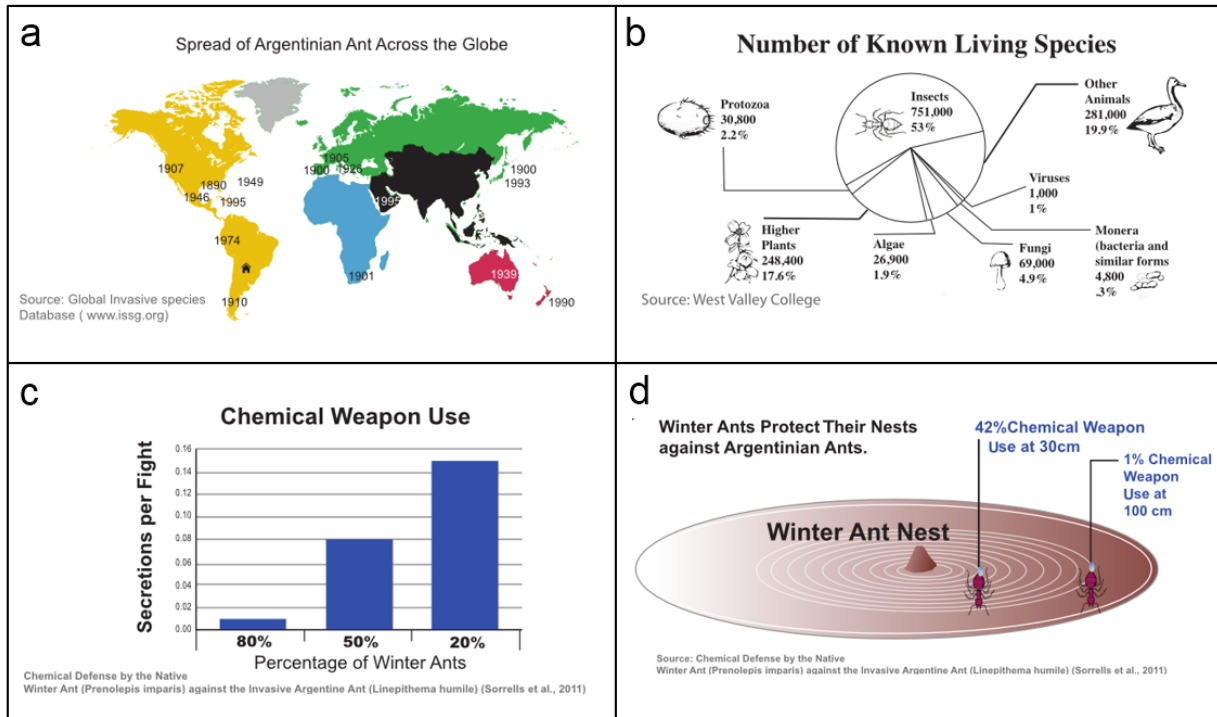 a
Spread of Argentinian Ant Across the Globe
1907
1890
1949
1946
1995
1974
1910
1905
1900
1926
1995
1901
1900
1993
1939
1990
Source: Global Invasive species
Database ( www.issg.org)
b
Number of Known Living Species
Protozoa
30,800
2.2%
Insects
751,000
53%
Other
Animals
281,000
19.9%
Viruses
1,000
1%
Higher
Plants
248,400
17.6%
Algae
26,900
1.9%
Fungi
69,000
4.9%
Monera
(bacteria and
similar forms
4,800
.3%
Source: West Valley College
c
Chemical Weapon Use
Secretions per Fight
0.16
0.14
0.12
0.10
0.08
0.06
0.04
0.02
0.00
80%
50%
20%
Percentage of Winter Ants
Chemical Defense by the Native
Winter Ant (Prenolepis imparis) against the Invasive Argentine Ant (Linepithema humile) (Sorrells et al., 2011)
d
Winter Ants Protect Their Nests
against Argentinian Ants.
42%Chemical Weapon
Use at 30cm
1% Chemical
Weapon
Use at
100 cm
Winter Ant Nest
Source: Chemical Defense by the Native
Winter Ant (Prenolepis imparis) against the Invasive Argentine Ant (Linepithema humile) (Sorrells et al., 2011)